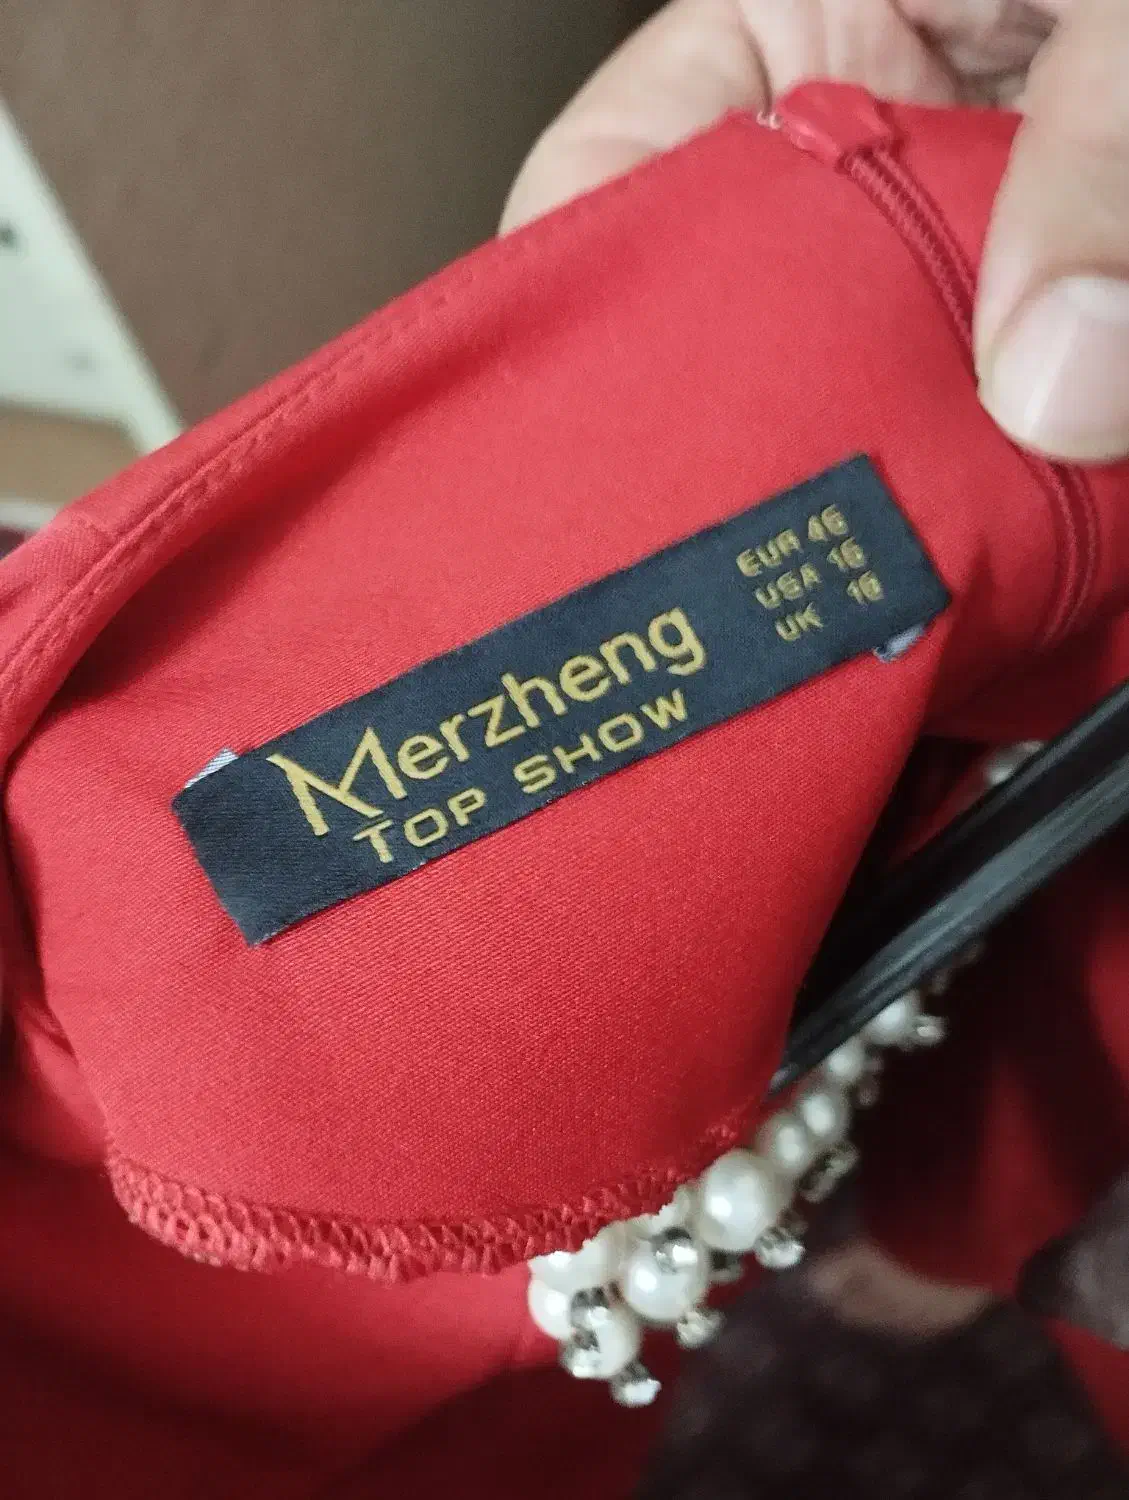 Merzheng
TOP SHOW
EUR 46
USA 16
UK 16